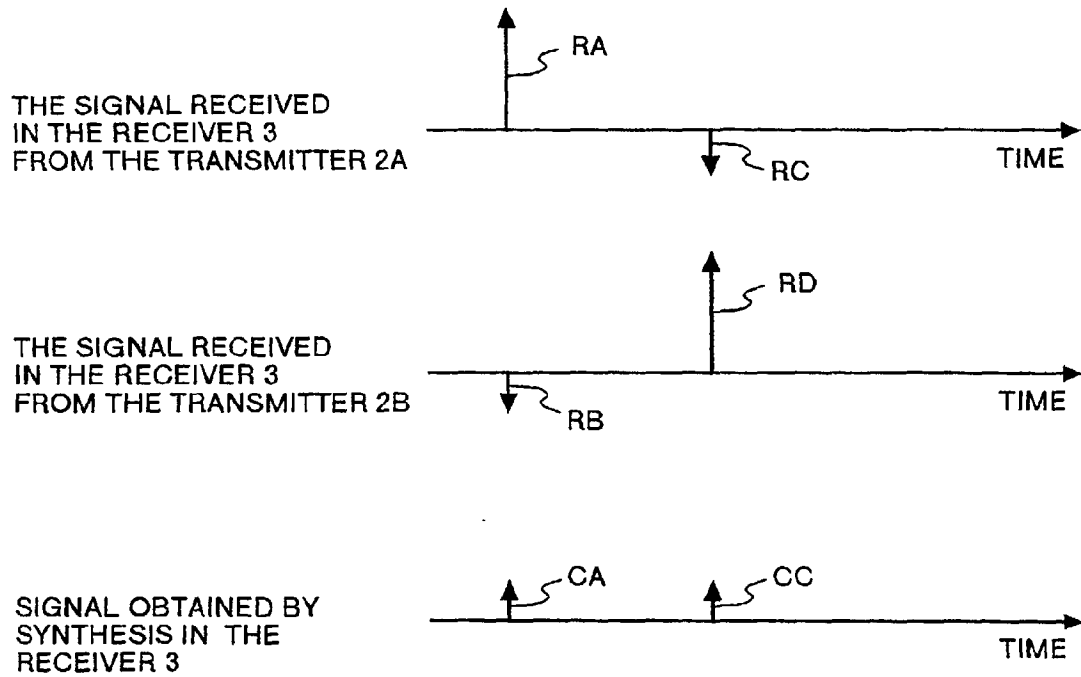 RA
THE SIGNAL RECEIVED
IN THE RECEIVER 3
FROM THE TRANSMITTER 2A
TIME
RC
RD
THE SIGNAL RECEIVED
IN THE RECEIVER 3
FROM THE TRANSMITTER 2B
TIME
RB
CA
CC
SIGNAL OBTAINED BY
SYNTHESIS IN THE
RECEIVER 3
TIME